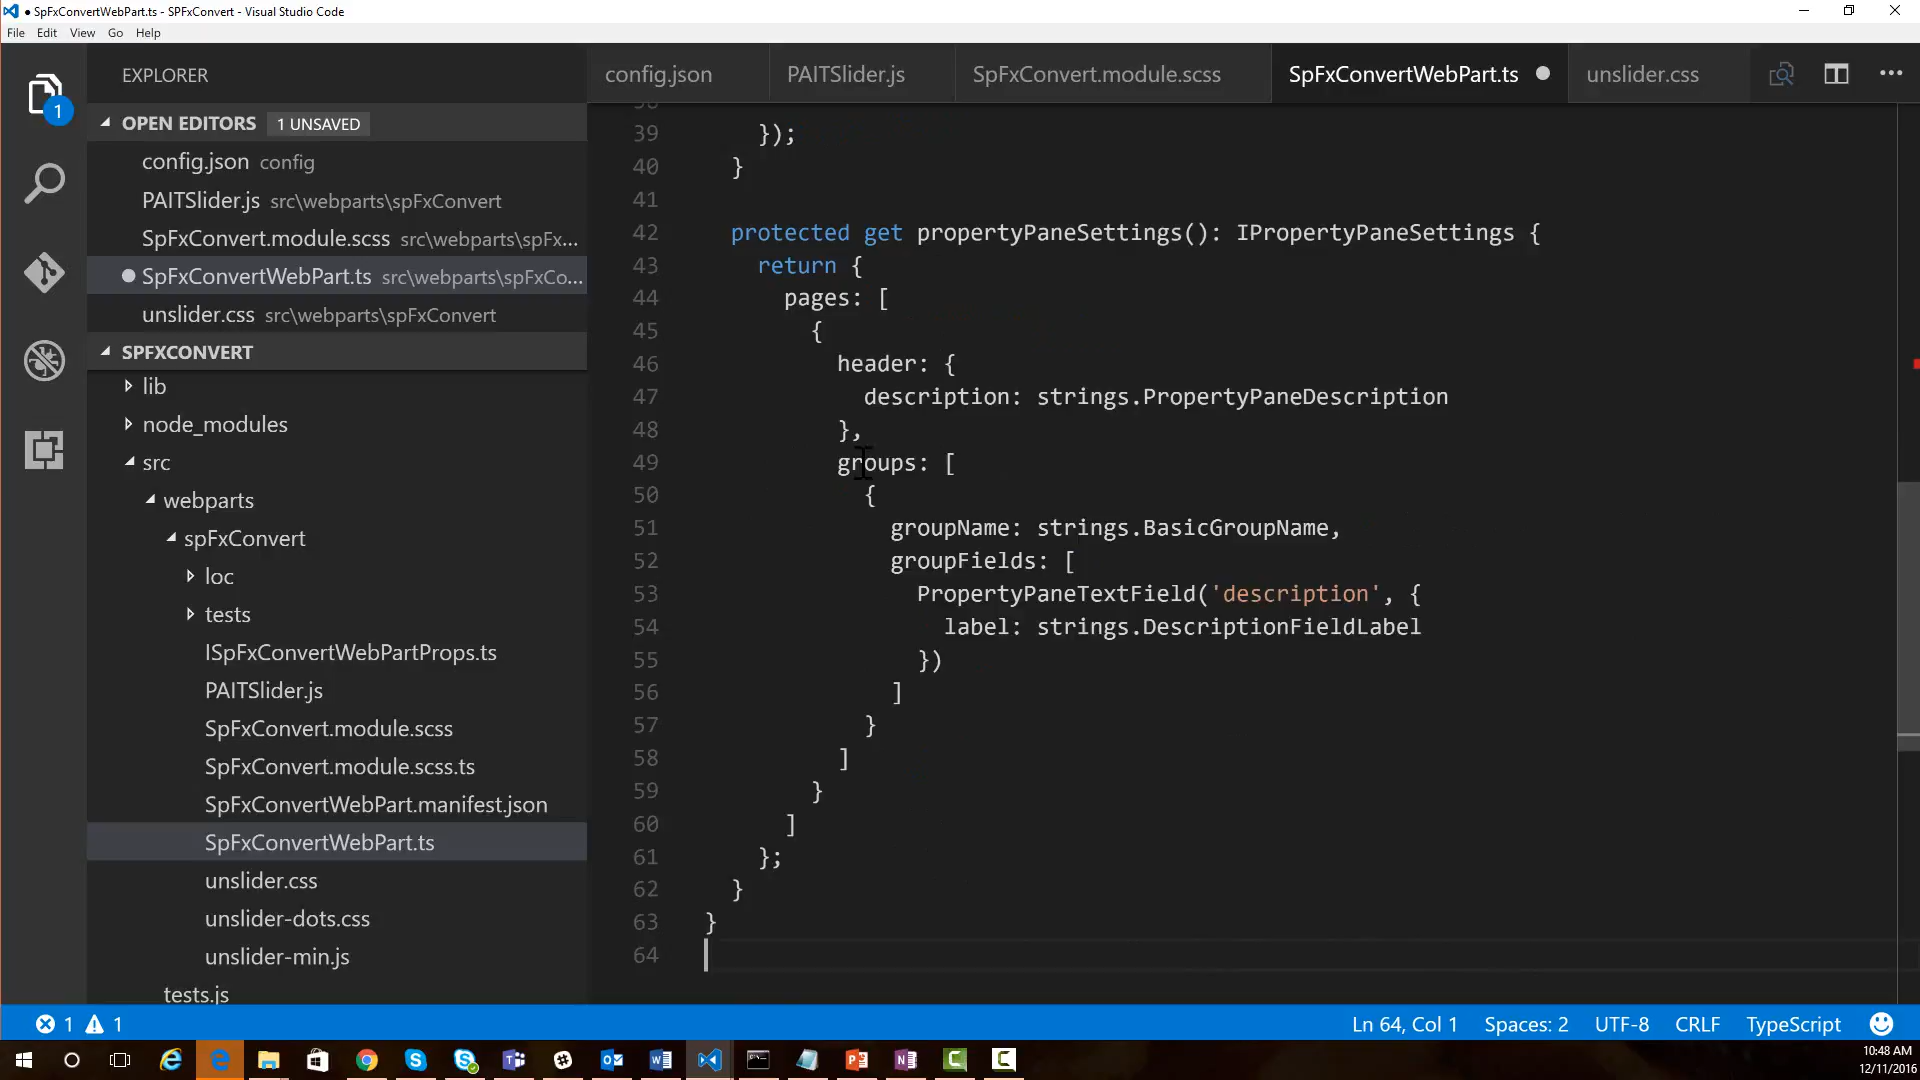 SpFxConvertWebPart.ts - SPFxConvert - Visual Studio Code
File Edit View Go Help
EXPLORER
1
OPEN EDITORS 1 UNSAVED
config.json config
PAITSlider.js src\webparts\spFxConvert
SpFxConvert.module.scss src\webparts\spFx...
SpFxConvertWebPart.ts src\webparts\spFxCo...
unslider.css src\webparts\spFxConvert
SPFXCONVERT
lib
node_modules
src
webparts
spFxConvert
loc
tests
ISpFxConvertWebPartProps.ts
PAITSlider.js
SpFxConvert.module.scss
SpFxConvert.module.scss.ts
SpFxConvertWebPart.manifest.json
SpFxConvertWebPart.ts
unslider.css
unslider-dots.css
unslider-min.js
tests.js
config.json PAITSlider.js SpFxConvert.module.scss SpFxConvertWebPart.ts unslider.css
39 });
40 }
41
42 protected get propertyPaneSettings(): IPropertyPaneSettings {
43 return {
44 pages: [
45 {
46 header: {
47 description: strings.PropertyPaneDescription
48 },
49 groups: [
50 {
51 groupName: strings.BasicGroupName,
52 groupFields: [
53 PropertyPaneTextField('description', {
54 label: strings.DescriptionFieldLabel
55 })
56 ]
57 }
58 ]
59 }
60 ]
61 };
62 }
63 }
64
1 1 Ln 64, Col 1 Spaces: 2 UTF-8 CRLF TypeScript
10:48 AM
12/11/2016